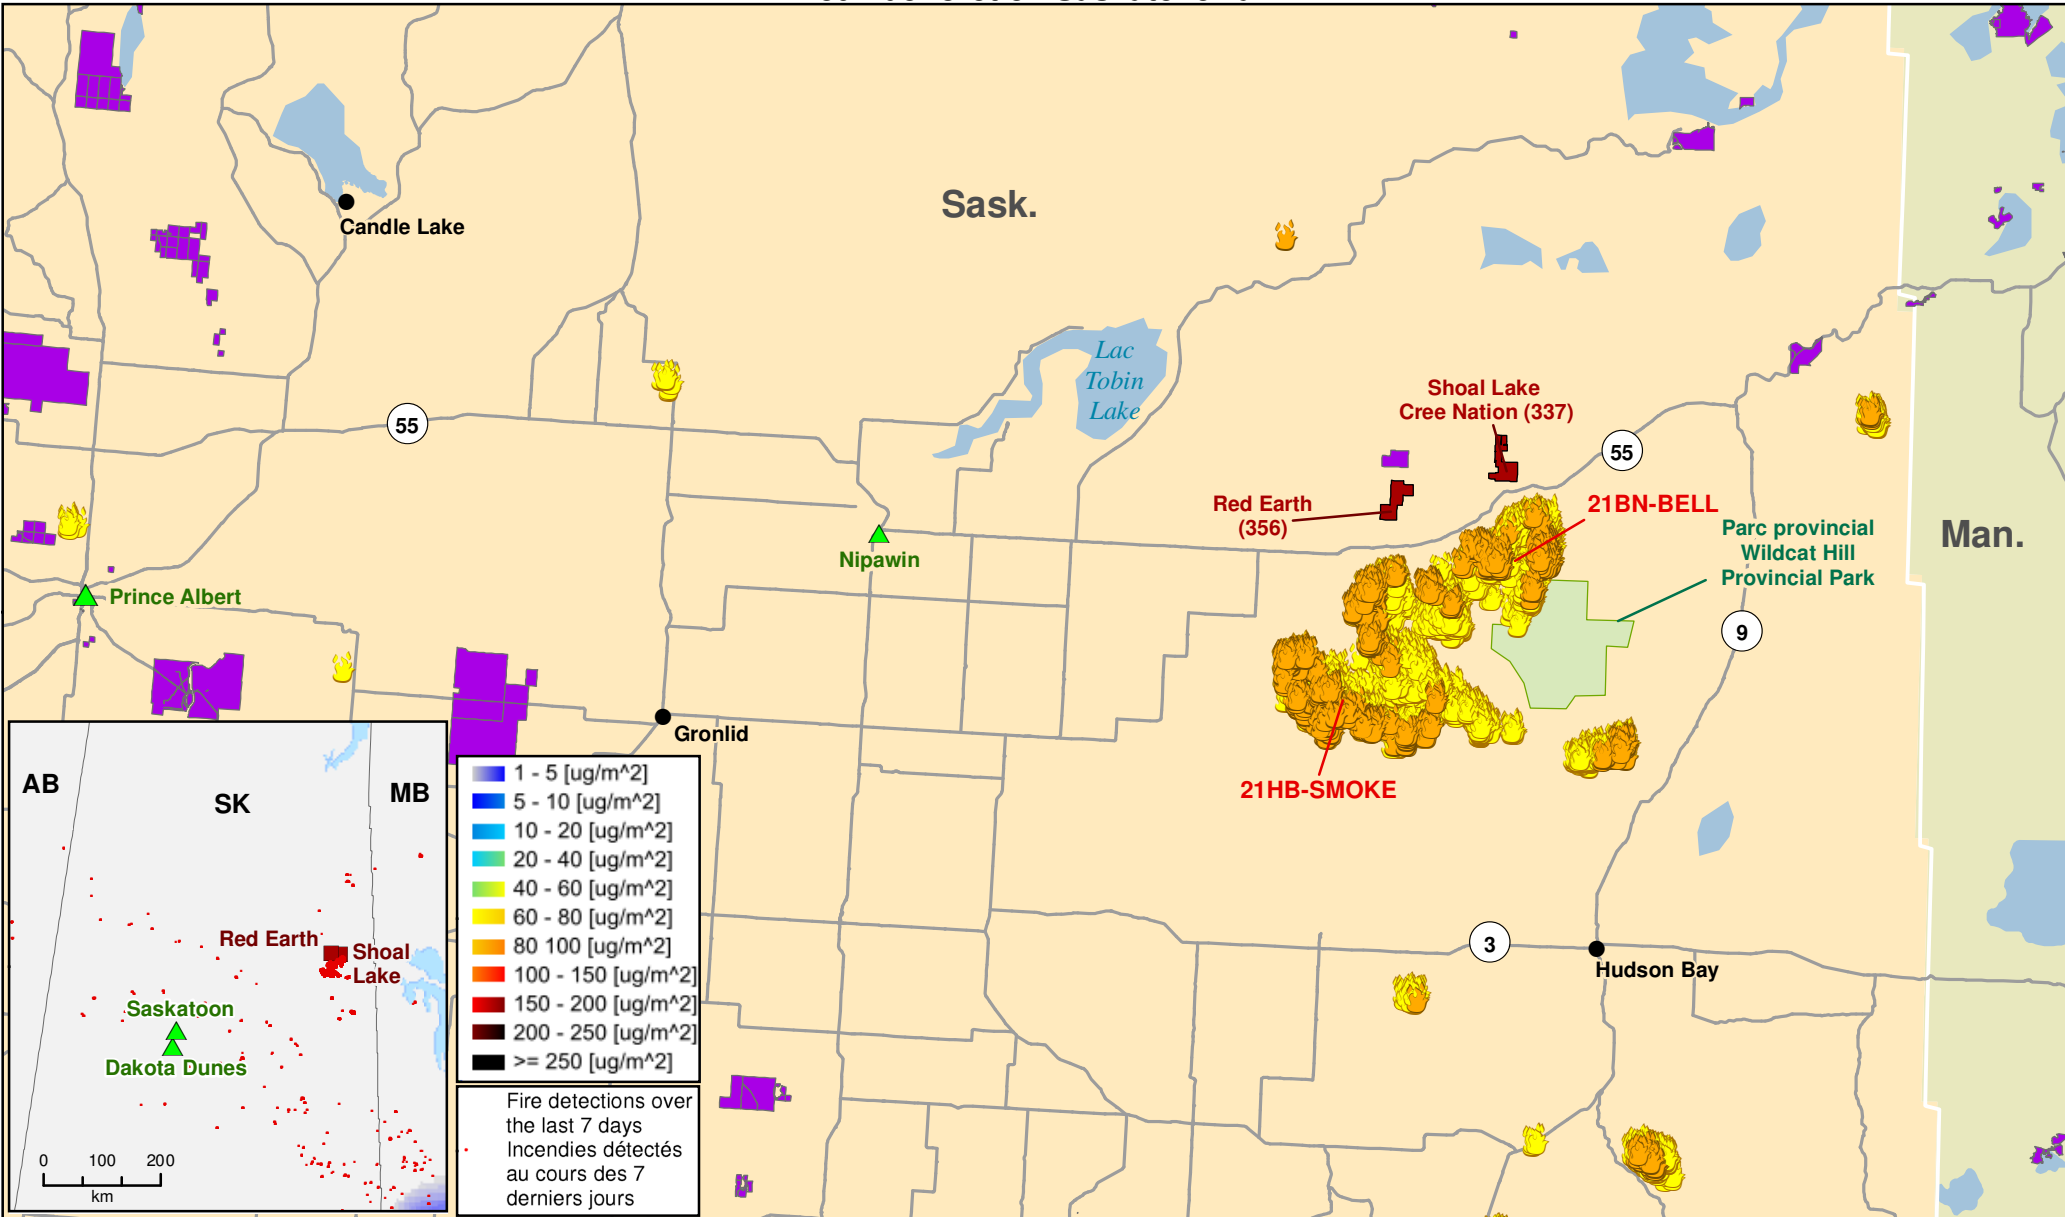 Sask.
Candle Lake
Lac
Tobin
Lake
Shoal Lake
Cree Nation (337)
55
55
Red Earth
(356)
21BN-BELL
Parc provincial
Wildcat Hill
Provincial Park
Man.
Nipawin
Prince Albert
9
Gronlid
21HB-SMOKE
3
Hudson Bay
AB
SK
MB
Red Earth
Shoal
Lake
Saskatoon
Dakota Dunes
0 100 200
km
1 - 5 [ug/m^2]
5 - 10 [ug/m^2]
10 - 20 [ug/m^2]
20 - 40 [ug/m^2]
40 - 60 [ug/m^2]
60 - 80 [ug/m^2]
80 100 [ug/m^2]
100 - 150 [ug/m^2]
150 - 200 [ug/m^2]
200 - 250 [ug/m^2]
>= 250 [ug/m^2]
Fire detections over
the last 7 days
Incendies détectés
au cours des 7
derniers jours